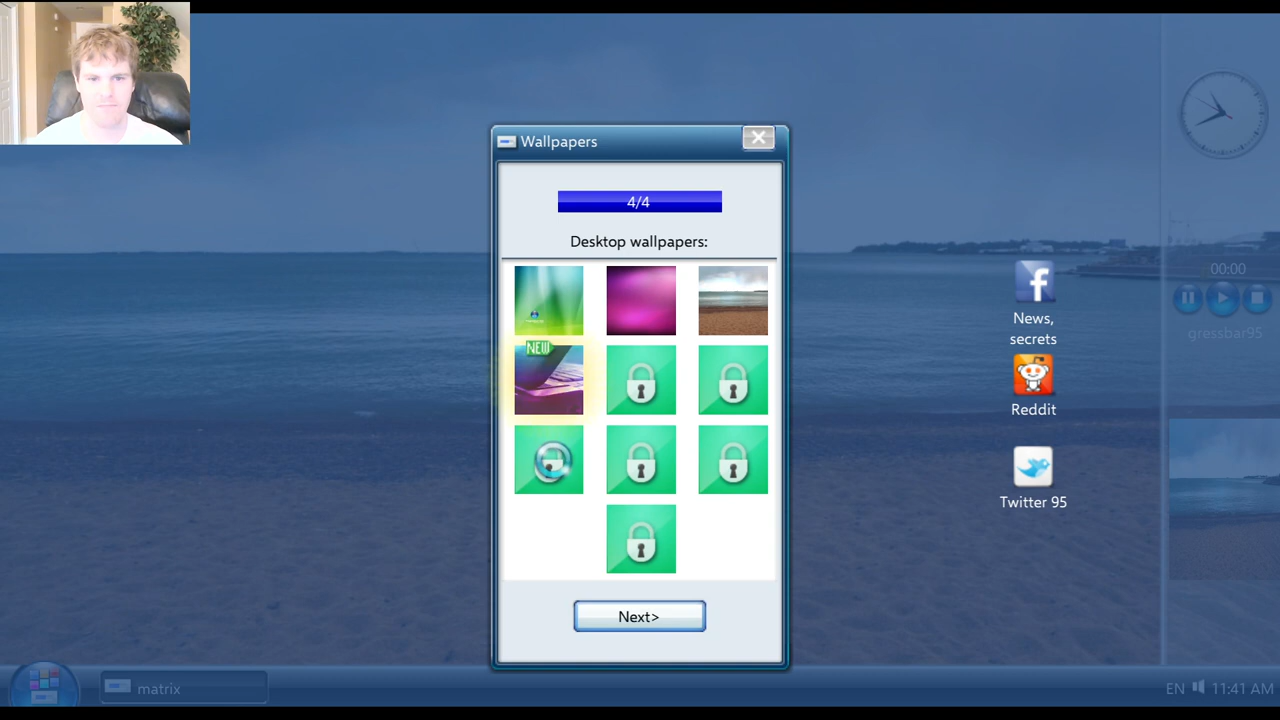 Wallpapers
4/4
Desktop wallpapers:
NEW
Next>
News,
secrets
Reddit
Twitter 95
00:00
gressbar95
matrix
EN 11:41 AM